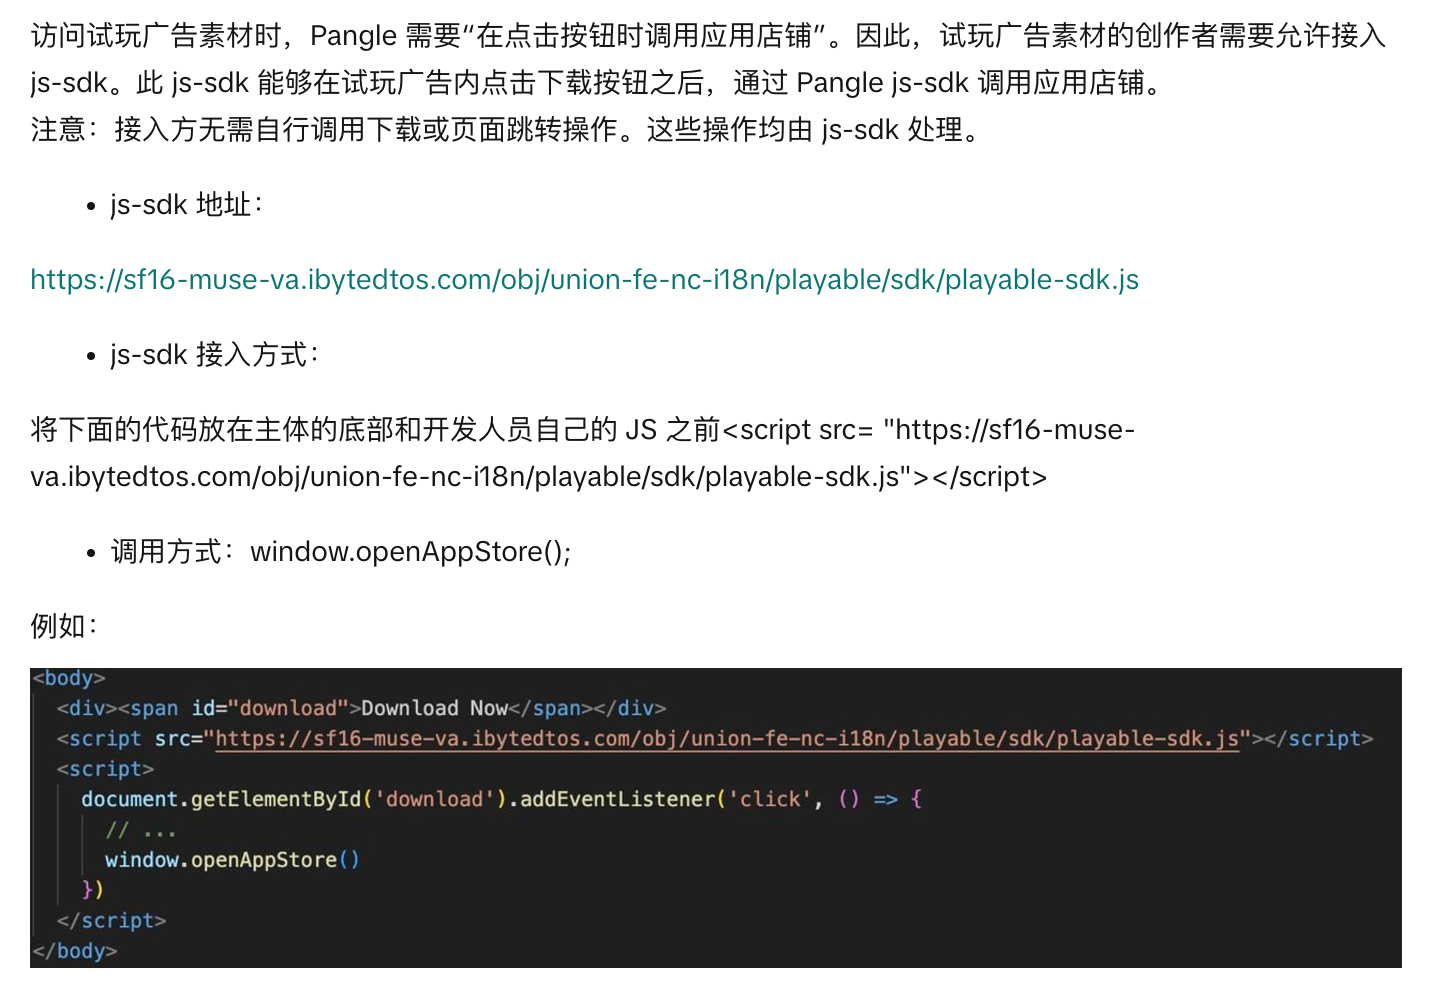 访问试玩广告素材时，Pangle 需要“在点击按钮时调用应用店铺”。因此，试玩广告素材的创作者需要允许接入
js-sdk。此 js-sdk 能够在试玩广告内点击下载按钮之后，通过 Pangle js-sdk 调用应用店铺。
注意：接入方无需自行调用下载或页面跳转操作。这些操作均由 js-sdk 处理。
• js-sdk 地址：
https://sf16-muse-va.ibytedtos.com/obj/union-fe-nc-i18n/playable/sdk/playable-sdk.js
• js-sdk 接入方式：
将下面的代码放在主体的底部和开发人员自己的 JS 之前<script src= "https://sf16-muse-
va.ibytedtos.com/obj/union-fe-nc-i18n/playable/sdk/playable-sdk.js"></script>
• 调用方式：window.openAppStore();
例如：
<body>
  <div><span id="download">Download Now</span></div>
  <script src="https://sf16-muse-va.ibytedtos.com/obj/union-fe-nc-i18n/playable/sdk/playable-sdk.js"></script>
  <script>
    document.getElementById('download').addEventListener('click', () => {
      // ...
      window.openAppStore()
    })
  </script>
</body>